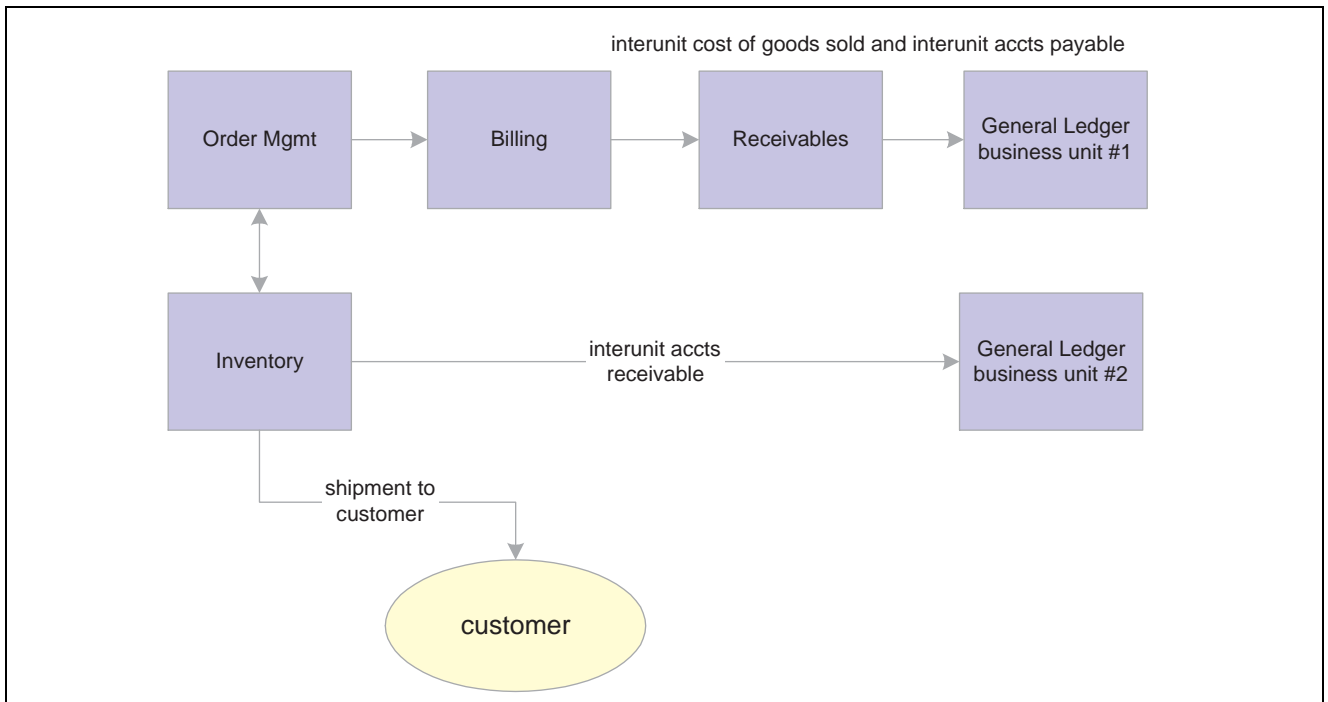 interunit cost of goods sold and interunit accts payable
Order Mgmt
Billing
Receivables
General Ledger
business unit #1
Inventory
interunit accts
receivable
General Ledger
business unit #2
shipment to
customer
customer